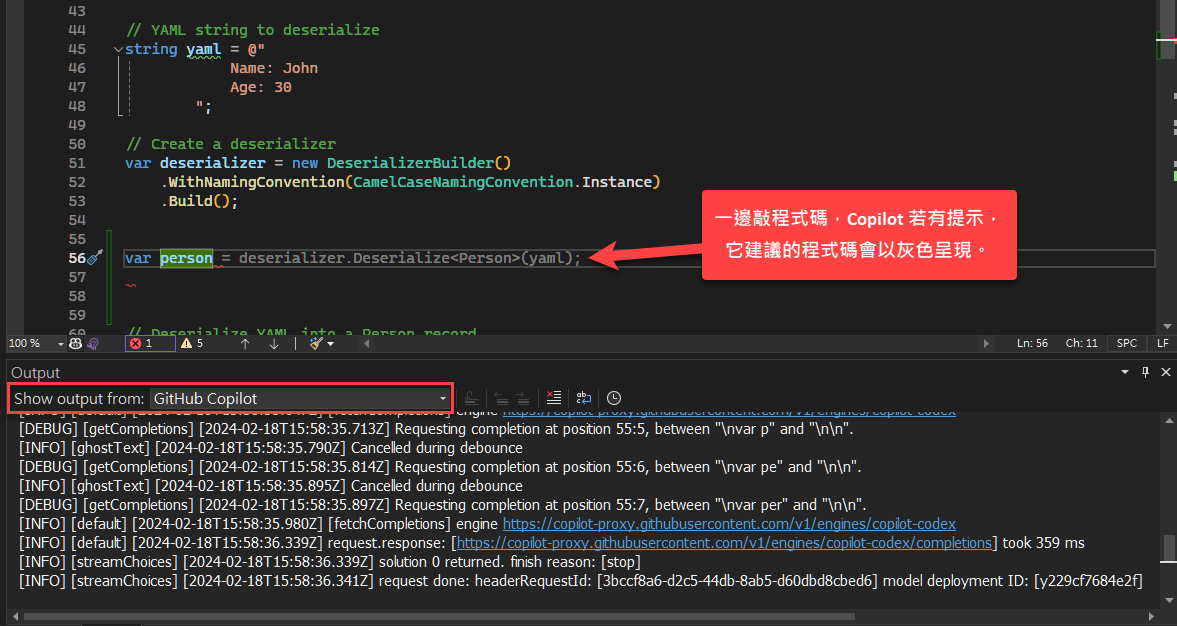 43
44 // YAML string to deserialize
45 string yaml = @"
46 Name: John
47 Age: 30
48 ";
49
50 // Create a deserializer
51 var deserializer = new DeserializerBuilder()
52 .WithNamingConvention(CamelCaseNamingConvention.Instance)
53 .Build();
54
55
56 var person = deserializer.Deserialize<Person>(yaml);
57
58
59
60 // Deserialize YAML into a Person record
一邊敲程式碼，Copilot 若有提示，
它建議的程式碼會以灰色呈現。
100 % 1 5 Ln: 56 Ch: 11 SPC LF
Output
Show output from: GitHub Copilot
engine https://copilot-proxy.githubusercontent.com/v1/engines/copilot-codex
[DEBUG] [getCompletions] [2024-02-18T15:58:35.713Z] Requesting completion at position 55:5, between "\nvar p" and "\n\n".
[INFO] [ghostText] [2024-02-18T15:58:35.790Z] Cancelled during debounce
[DEBUG] [getCompletions] [2024-02-18T15:58:35.814Z] Requesting completion at position 55:6, between "\nvar pe" and "\n\n".
[INFO] [ghostText] [2024-02-18T15:58:35.895Z] Cancelled during debounce
[DEBUG] [getCompletions] [2024-02-18T15:58:35.897Z] Requesting completion at position 55:7, between "\nvar per" and "\n\n".
[INFO] [default] [2024-02-18T15:58:35.980Z] [fetchCompletions] engine https://copilot-proxy.githubusercontent.com/v1/engines/copilot-codex
[INFO] [default] [2024-02-18T15:58:36.339Z] request.response: [https://copilot-proxy.githubusercontent.com/v1/engines/copilot-codex/completions] took 359 ms
[INFO] [streamChoices] [2024-02-18T15:58:36.339Z] solution 0 returned. finish reason: [stop]
[INFO] [streamChoices] [2024-02-18T15:58:36.341Z] request done: headerRequestId: [3bccf8a6-d2c5-44db-8ab5-d60dbd8cbed6] model deployment ID: [y229cf7684e2f]